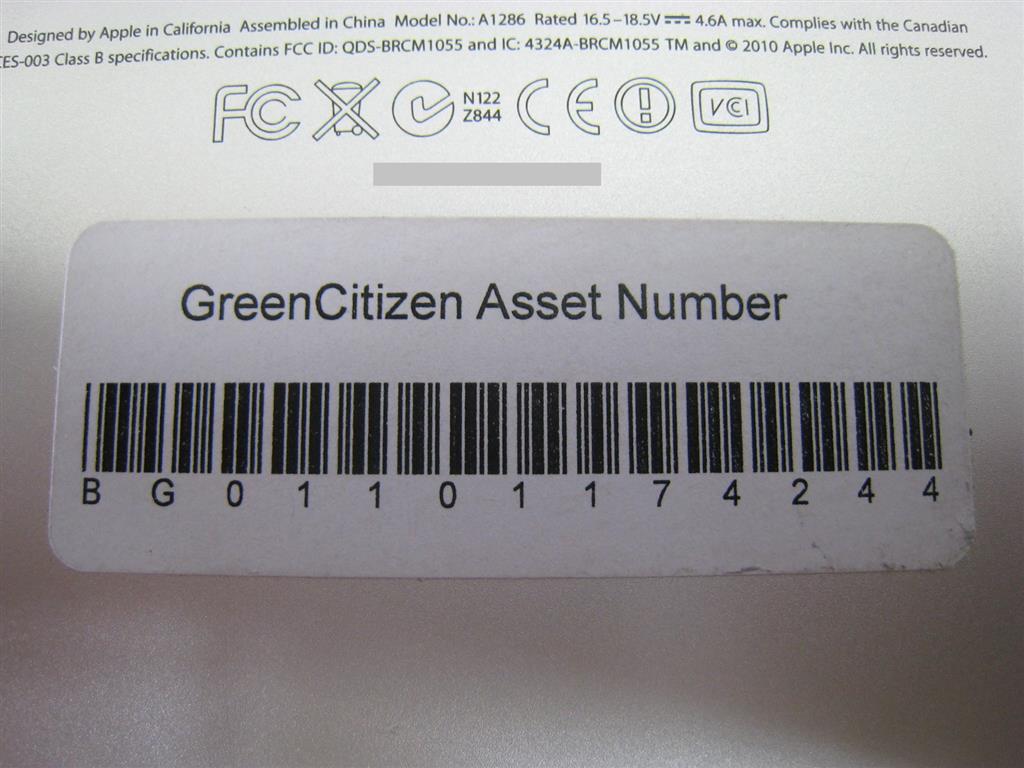 Designed by Apple in California Assembled in China Model No.: A1286 Rated 16.5–18.5V⎓4.6A max. Complies with the Canadian
ES-003 Class B specifications. Contains FCC ID: QDS-BRCM1055 and IC: 4324A-BRCM1055 TM and © 2010 Apple Inc. All rights reserved.
FC N122 CE VCI
Z844
GreenCitizen Asset Number
BG01101174244